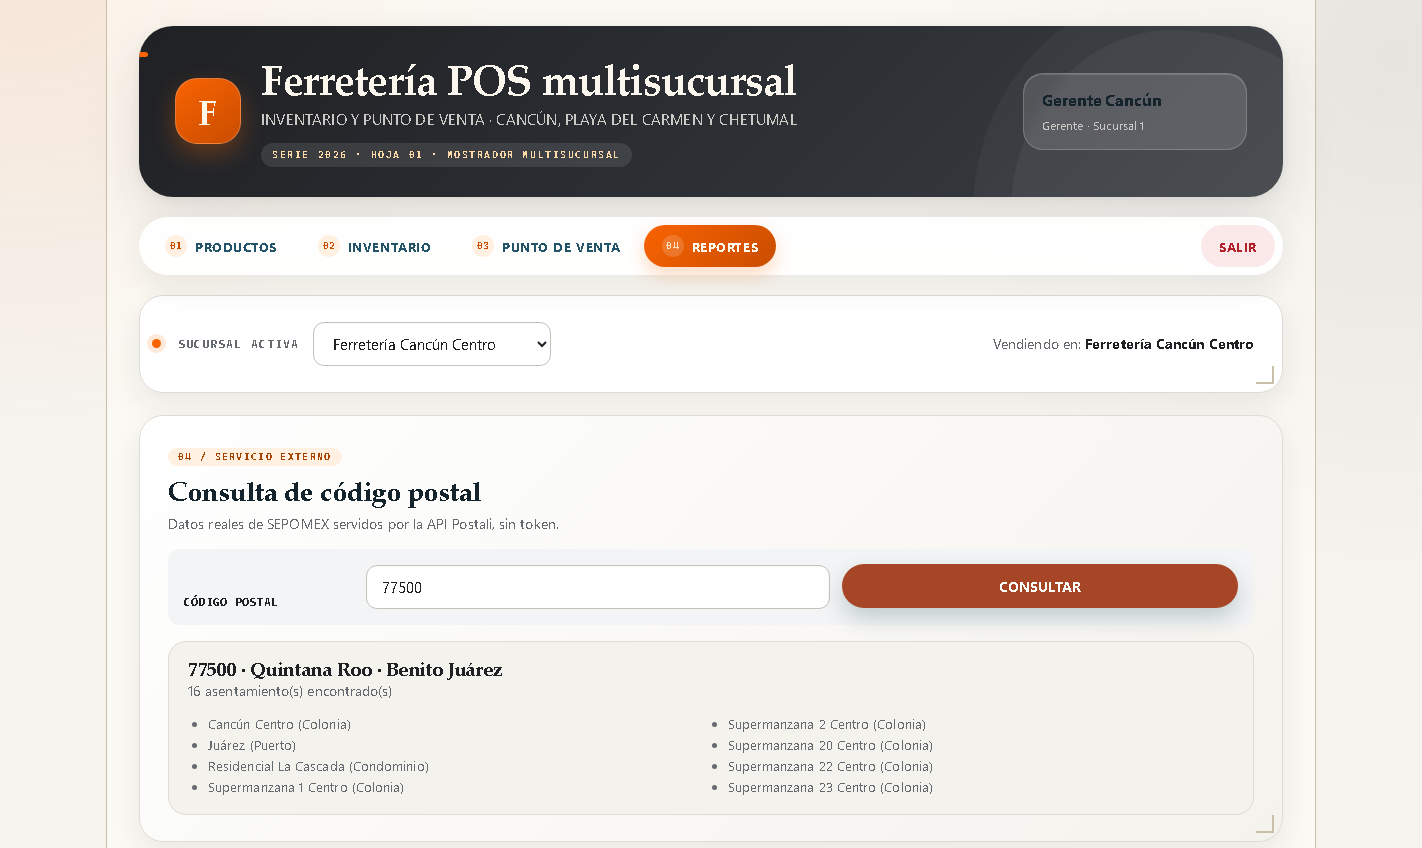 F
Ferretería POS multisucursal
INVENTARIO Y PUNTO DE VENTA · CANCÚN, PLAYA DEL CARMEN Y CHETUMAL
SERIE 2026 · HOJA 01 · MOSTRADOR MULTISUCURSAL
Gerente Cancún
Gerente · Sucursal 1
01 PRODUCTOS 02 INVENTARIO 03 PUNTO DE VENTA 04 REPORTES SALIR
SUCURSAL ACTIVA Ferretería Cancún Centro Vendiendo en: Ferretería Cancún Centro
04 / SERVICIO EXTERNO
Consulta de código postal
Datos reales de SEPOMEX servidos por la API Postali, sin token.
CÓDIGO POSTAL 77500 CONSULTAR
77500 · Quintana Roo · Benito Juárez
16 asentamiento(s) encontrado(s)
Cancún Centro (Colonia)
Juárez (Puerto)
Residencial La Cascada (Condominio)
Supermanzana 1 Centro (Colonia)
Supermanzana 2 Centro (Colonia)
Supermanzana 20 Centro (Colonia)
Supermanzana 22 Centro (Colonia)
Supermanzana 23 Centro (Colonia)